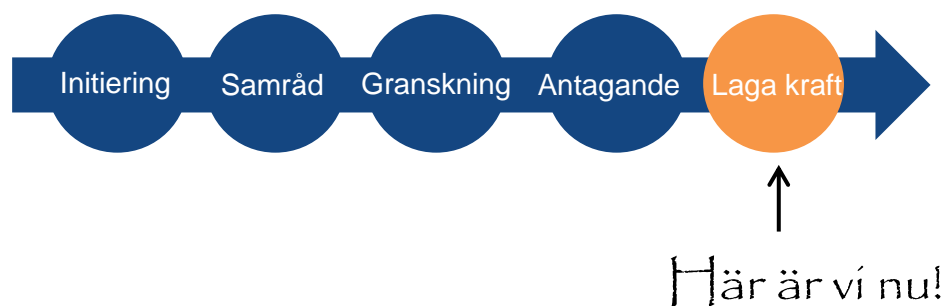 Initiering Samråd Granskning Antagande Laga kraft
Här är vi nu!